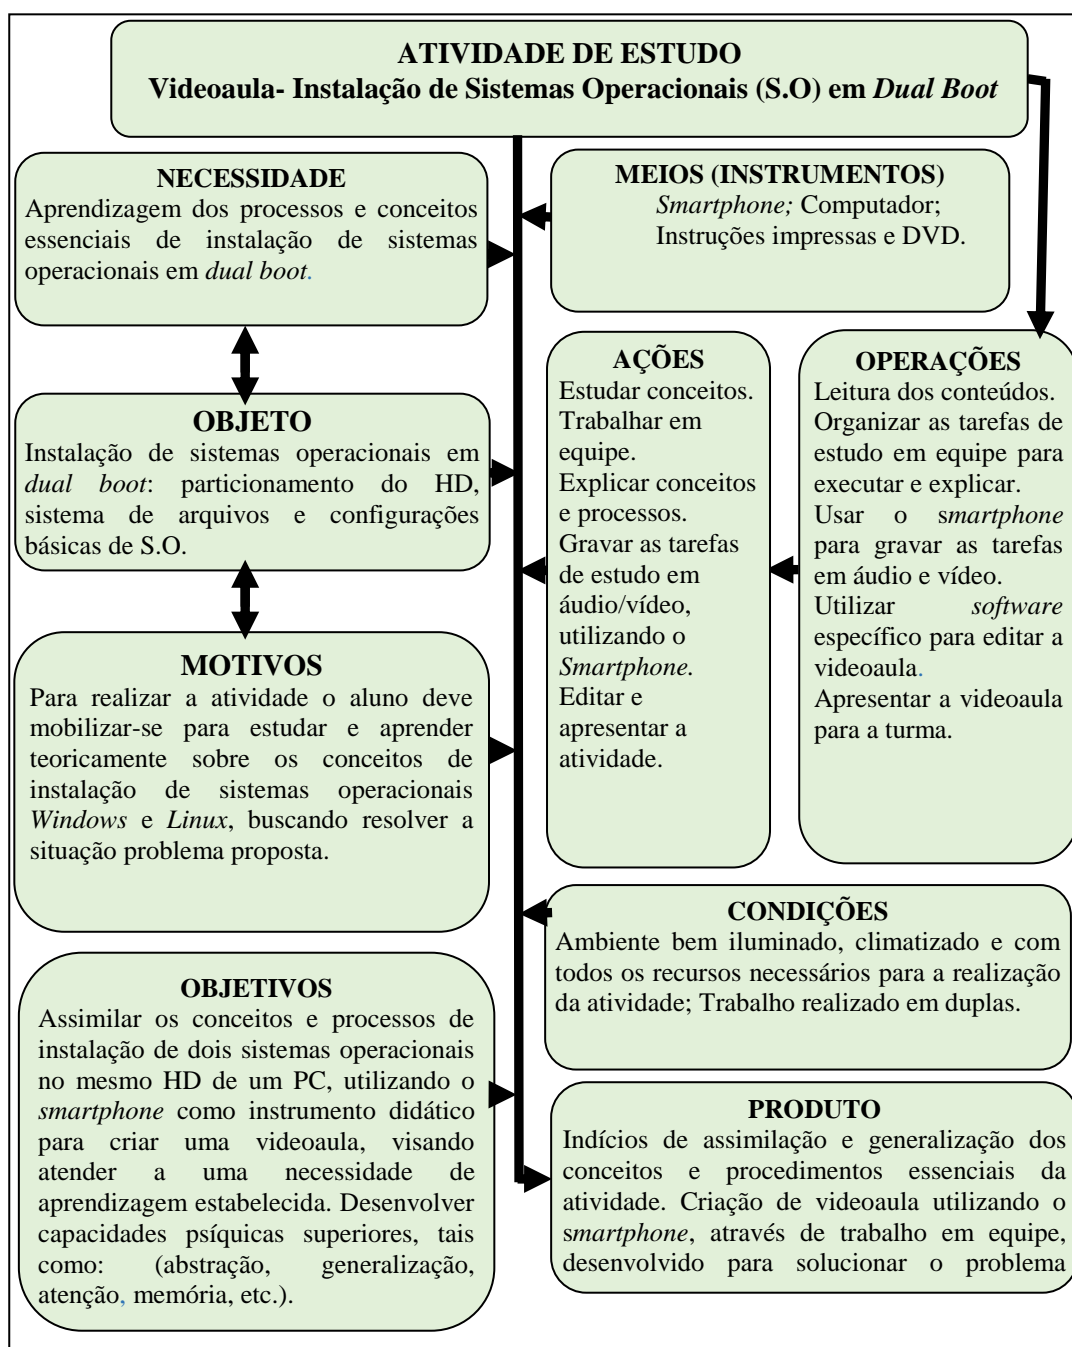 ATIVIDADE DE ESTUDO
Videoaula- Instalação de Sistemas Operacionais (S.O) em Dual Boot
NECESSIDADE
Aprendizagem dos processos e conceitos
essenciais de instalação de sistemas
operacionais em dual boot.
MEIOS (INSTRUMENTOS)
Smartphone; Computador;
Instruções impressas e DVD.
OBJETO
Instalação de sistemas operacionais em
dual boot: particionamento do HD,
sistema de arquivos e configurações
básicas de S.O.
AÇÕES
Estudar conceitos.
Trabalhar em
equipe.
Explicar conceitos
e processos.
Gravar as tarefas
de estudo em
áudio/vídeo,
utilizando o
Smartphone.
Editar e
apresentar a
atividade.
OPERAÇÕES
Leitura dos conteúdos.
Organizar as tarefas de
estudo em equipe para
executar e explicar.
Usar o smartphone
para gravar as tarefas
em áudio e vídeo.
Utilizar software
específico para editar a
videoaula.
Apresentar a videoaula
para a turma.
MOTIVOS
Para realizar a atividade o aluno deve
mobilizar-se para estudar e aprender
teoricamente sobre os conceitos de
instalação de sistemas operacionais
Windows e Linux, buscando resolver a
situação problema proposta.
CONDIÇÕES
Ambiente bem iluminado, climatizado e com
todos os recursos necessários para a realização
da atividade; Trabalho realizado em duplas.
OBJETIVOS
Assimilar os conceitos e processos de
instalação de dois sistemas operacionais
no mesmo HD de um PC, utilizando o
smartphone como instrumento didático
para criar uma videoaula, visando
atender a uma necessidade de
aprendizagem estabelecida. Desenvolver
capacidades psíquicas superiores, tais
como: (abstração, generalização,
atenção, memória, etc.).
PRODUTO
Indícios de assimilação e generalização dos
conceitos e procedimentos essenciais da
atividade. Criação de videoaula utilizando o
smartphone, através de trabalho em equipe,
desenvolvido para solucionar o problema